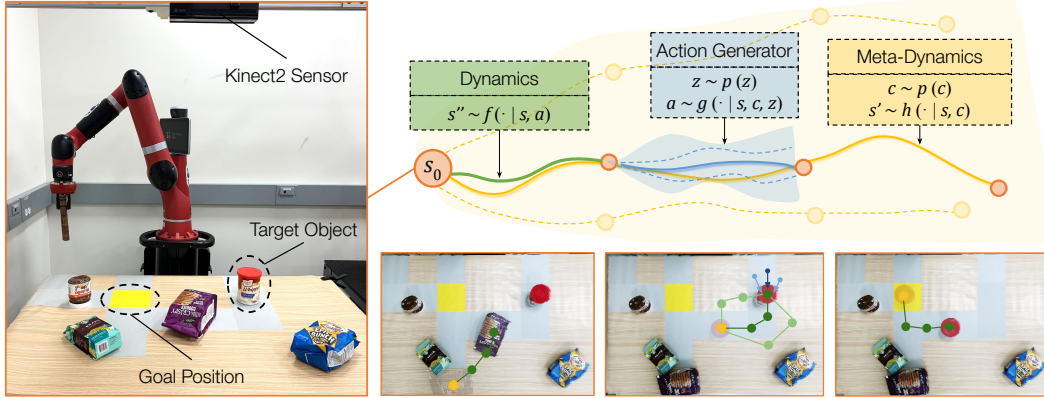 Kinect2 Sensor
Target Object
Goal Position
Dynamics
s′′ ~ f (· | s, a)
Action Generator
z ~ p (z)
a ~ g (· | s, c, z)
Meta-Dynamics
c ~ p (c)
s′ ~ h (· | s, c)
s₀